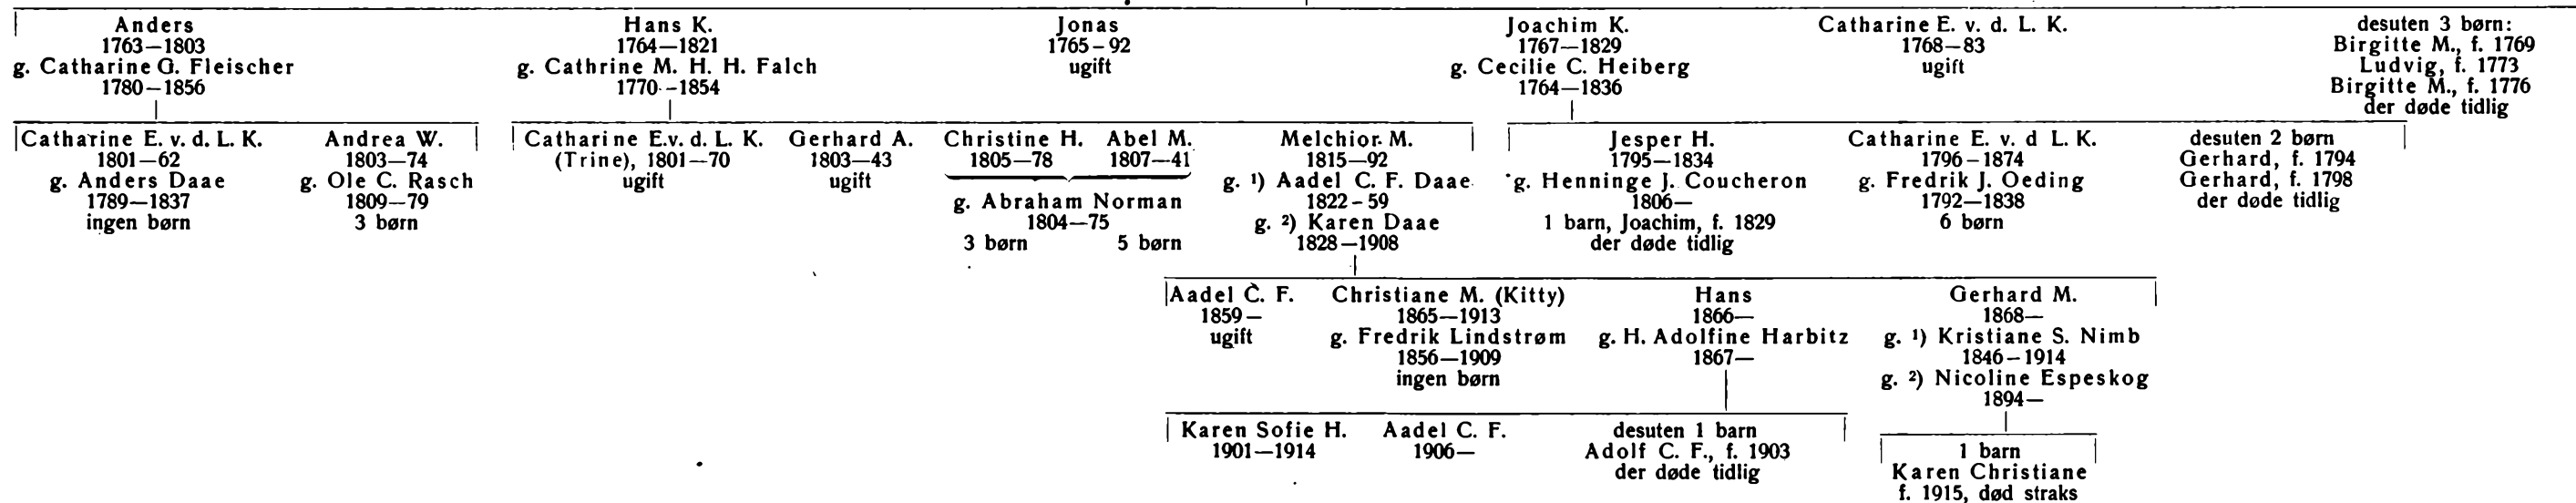 Anders
1763—1803
g. Catharine G. Fleischer
1780—1856
Hans K.
1764—1821
g. Cathrine M. H. H. Falch
1770—1854
Jonas
1765-92
ugift
Joachim K.
1767—1829
g. Cecilie C. Heiberg
1764—1836
Catharine E. v. d. L. K.
1768—83
ugift
desuten 3 børn:
Birgitte M., f. 1769
Ludvig, f. 1773
Birgitte M., f. 1776
der døde tidlig
Catharine E. v. d. L. K.
1801—62
g. Anders Daae
1789—1837
ingen børn
Andrea W.
1803—74
g. Ole C. Rasch
1809—79
3 børn
Catharine E.v. d. L. K.
(Trine), 1801—70
ugift
Gerhard A.
1803—43
ugift
Christine H. Abel M.
1805—78 1807—41
g. Abraham Norman
1804—75
3 børn 5 børn
Melchior M.
1815—92
g. ¹) Aadel C. F. Daae
1822-59
g. ²) Karen Daae
1828—1908
Jesper H.
1795—1834
g. Henninge J. Coucheron
1806—
1 barn, Joachim, f. 1829
der døde tidlig
Catharine E. v. d L. K.
1796-1874
g. Fredrik J. Oeding
1792—1838
6 børn
desuten 2 børn
Gerhard, f. 1794
Gerhard, f. 1798
der døde tidlig
Aadel C. F.
1859—
ugift
Christiane M. (Kitty)
1865—1913
g. Fredrik Lindstrøm
1856—1909
ingen børn
Hans
1866—
g. H. Adolfine Harbitz
1867—
Gerhard M.
1868—
g. ¹) Kristiane S. Nimb
1846—1914
g. ²) Nicoline Espeskog
1894—
Karen Sofie H.
1901—1914
Aadel C. F.
1906—
desuten 1 barn
Adolf C. F., f. 1903
der døde tidlig
1 barn
Karen Christiane
f. 1915, død straks